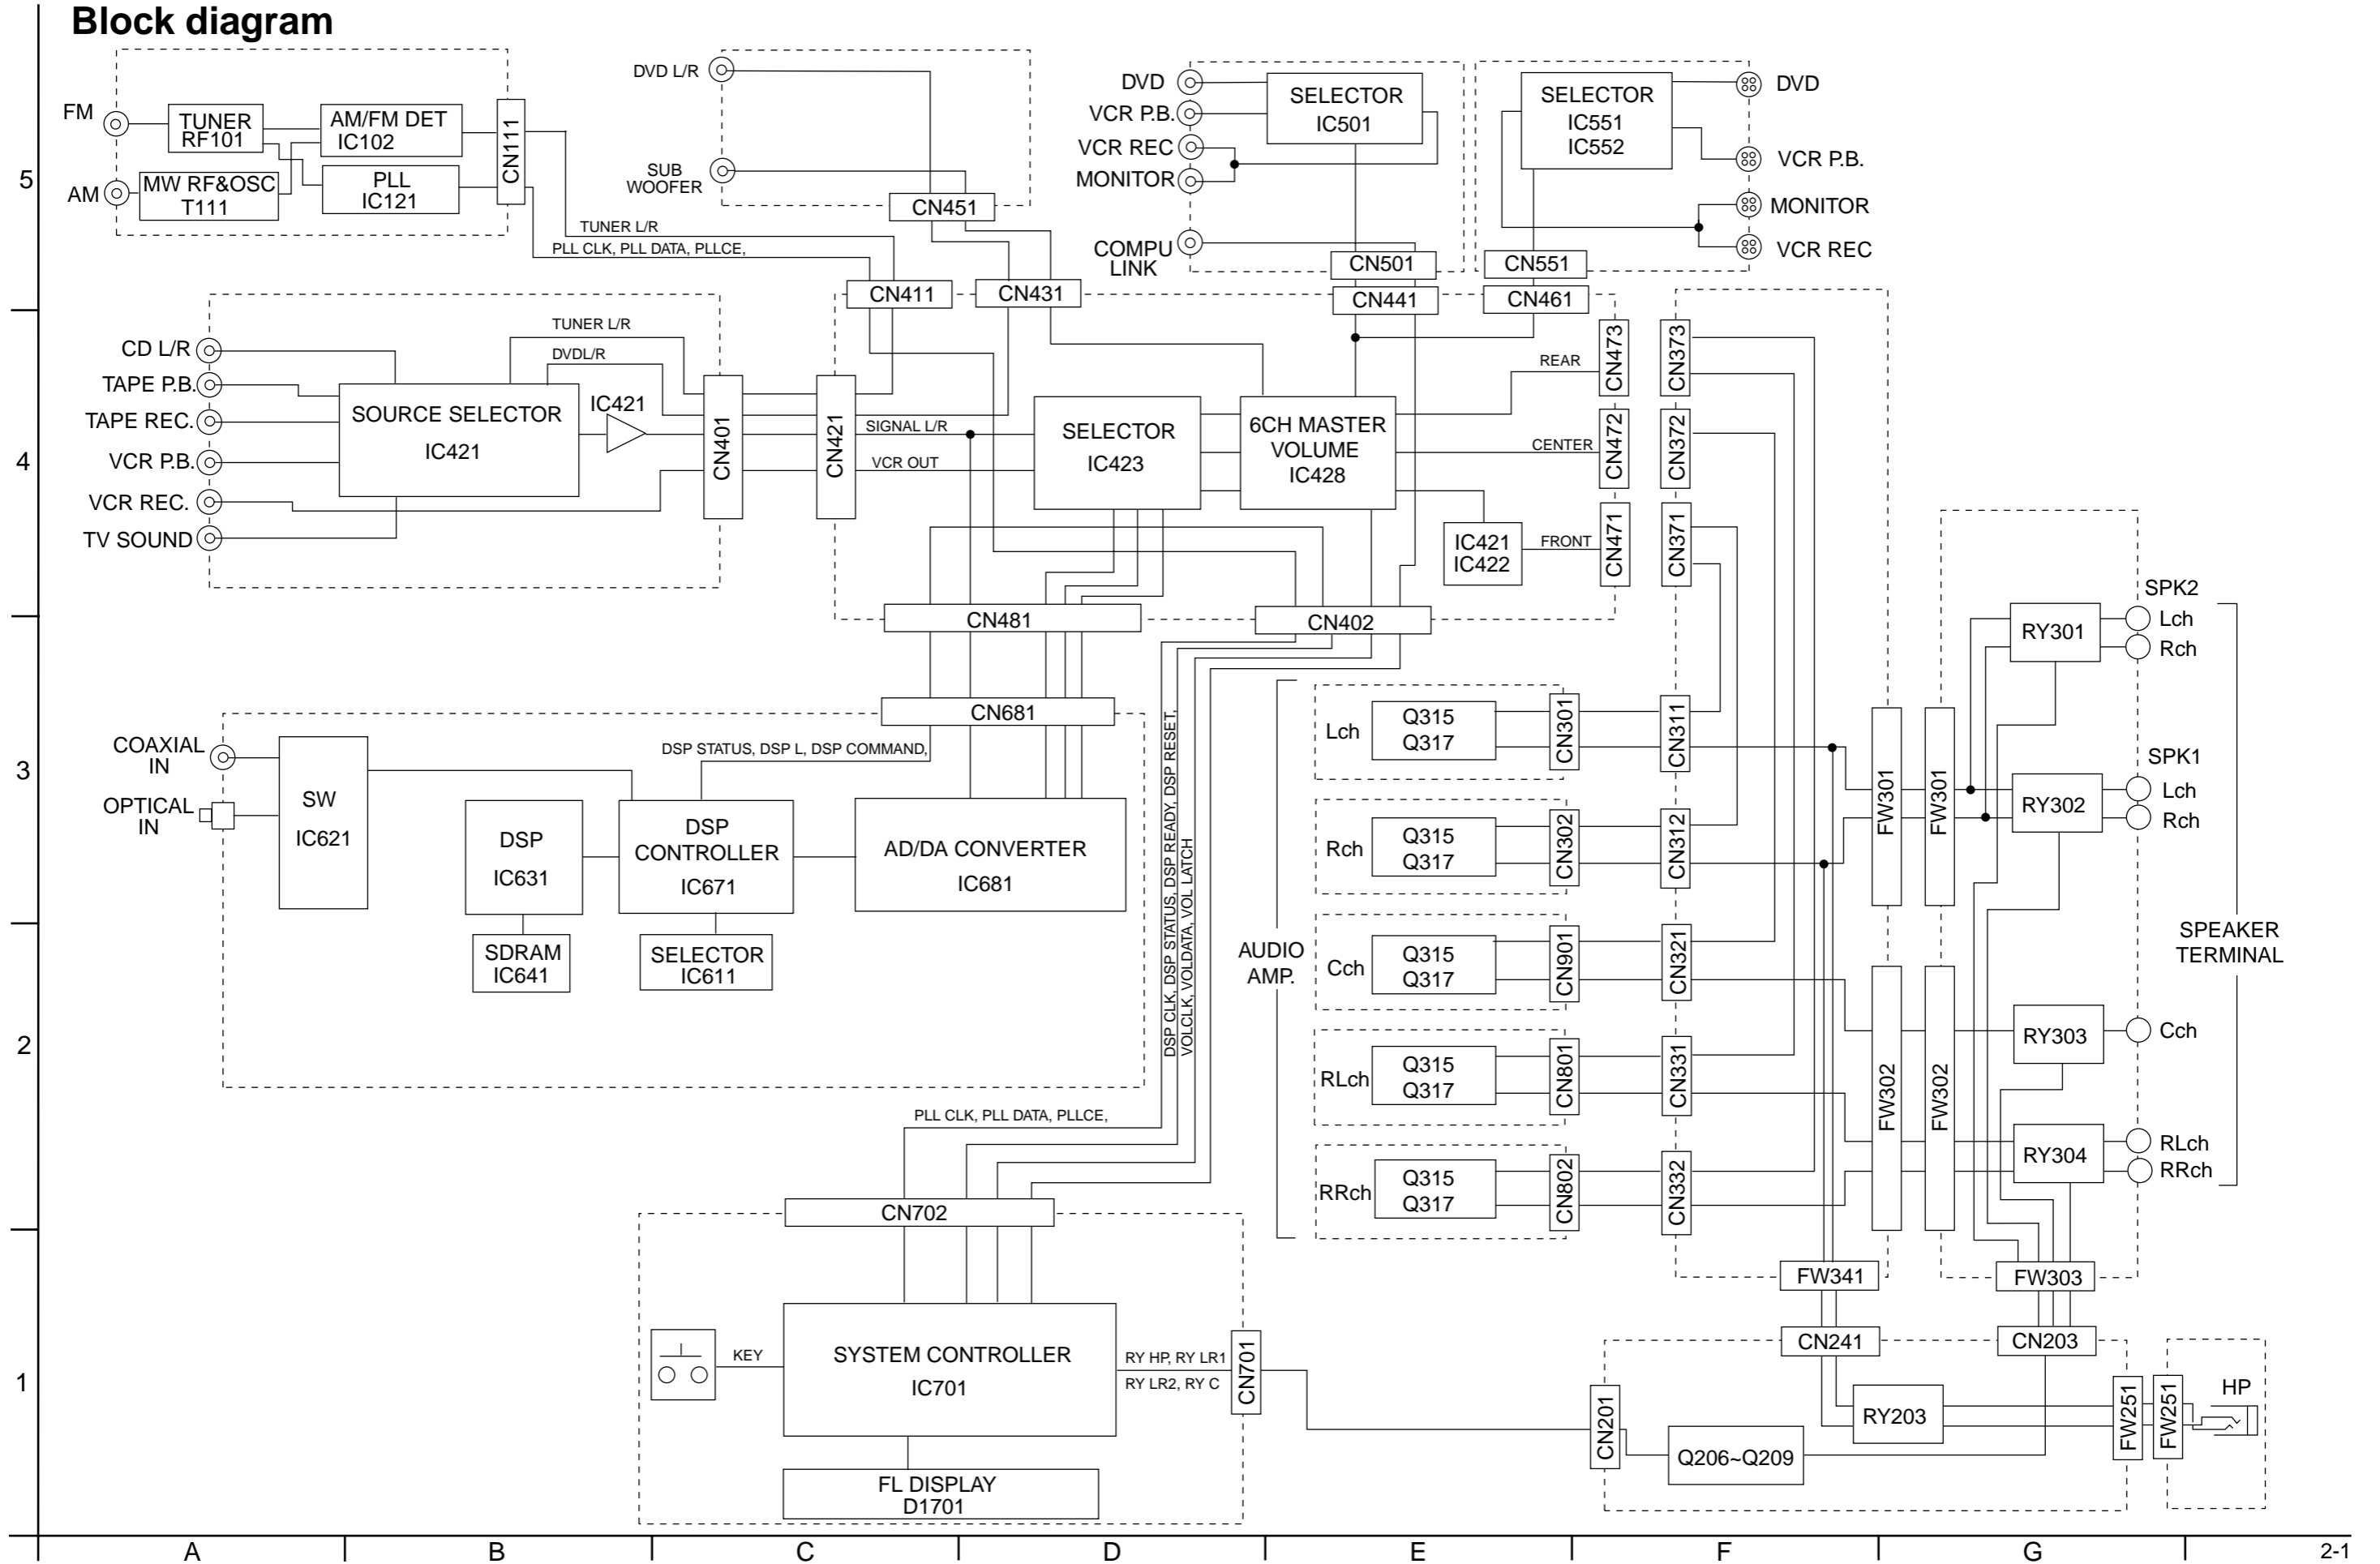 Block diagram
FM
TUNER
RF101
AM/FM DET
IC102
AM
MW RF&OSC
T111
PLL
IC121
CN111
DVD L/R
SUB
WOOFER
CN451
TUNER L/R
PLL CLK, PLL DATA, PLLCE,
DVD
VCR P.B.
VCR REC
MONITOR
COMPU
LINK
SELECTOR
IC501
CN501
SELECTOR
IC551
IC552
CN551
DVD
VCR P.B.
MONITOR
VCR REC
5
CN411
CN431
CN441
CN461
CD L/R
TAPE P.B.
TAPE REC.
VCR P.B.
VCR REC.
TV SOUND
SOURCE SELECTOR
IC421
TUNER L/R
DVDL/R
IC421
CN401
CN421
SIGNAL L/R
VCR OUT
SELECTOR
IC423
6CH MASTER
VOLUME
IC428
REAR
CENTER
FRONT
IC421
IC422
CN473
CN472
CN471
CN373
CN372
CN371
4
CN481
CN402
CN681
COAXIAL
IN
OPTICAL
IN
SW
IC621
DSP
IC631
SDRAM
IC641
DSP
CONTROLLER
IC671
SELECTOR
IC611
DSP STATUS, DSP L, DSP COMMAND,
AD/DA CONVERTER
IC681
DSP CLK, DSP STATUS, DSP READY, DSP RESET,
VOLCLK, VOLDATA, VOL LATCH
3
AUDIO
AMP.
Lch
Q315
Q317
CN301
CN311
Rch
Q315
Q317
CN302
CN312
Cch
Q315
Q317
CN901
CN321
RLch
Q315
Q317
CN801
CN331
RRch
Q315
Q317
CN802
CN332
FW301
FW301
FW302
FW302
RY301
SPK2
Lch
Rch
RY302
SPK1
Lch
Rch
RY303
Cch
RY304
RLch
RRch
SPEAKER
TERMINAL
2
PLL CLK, PLL DATA, PLLCE,
CN702
KEY
SYSTEM CONTROLLER
IC701
RY HP, RY LR1
RY LR2, RY C
CN701
FL DISPLAY
D1701
FW341
FW303
CN241
CN203
CN201
Q206~Q209
RY203
FW251
FW251
HP
1
A
B
C
D
E
F
G
2-1